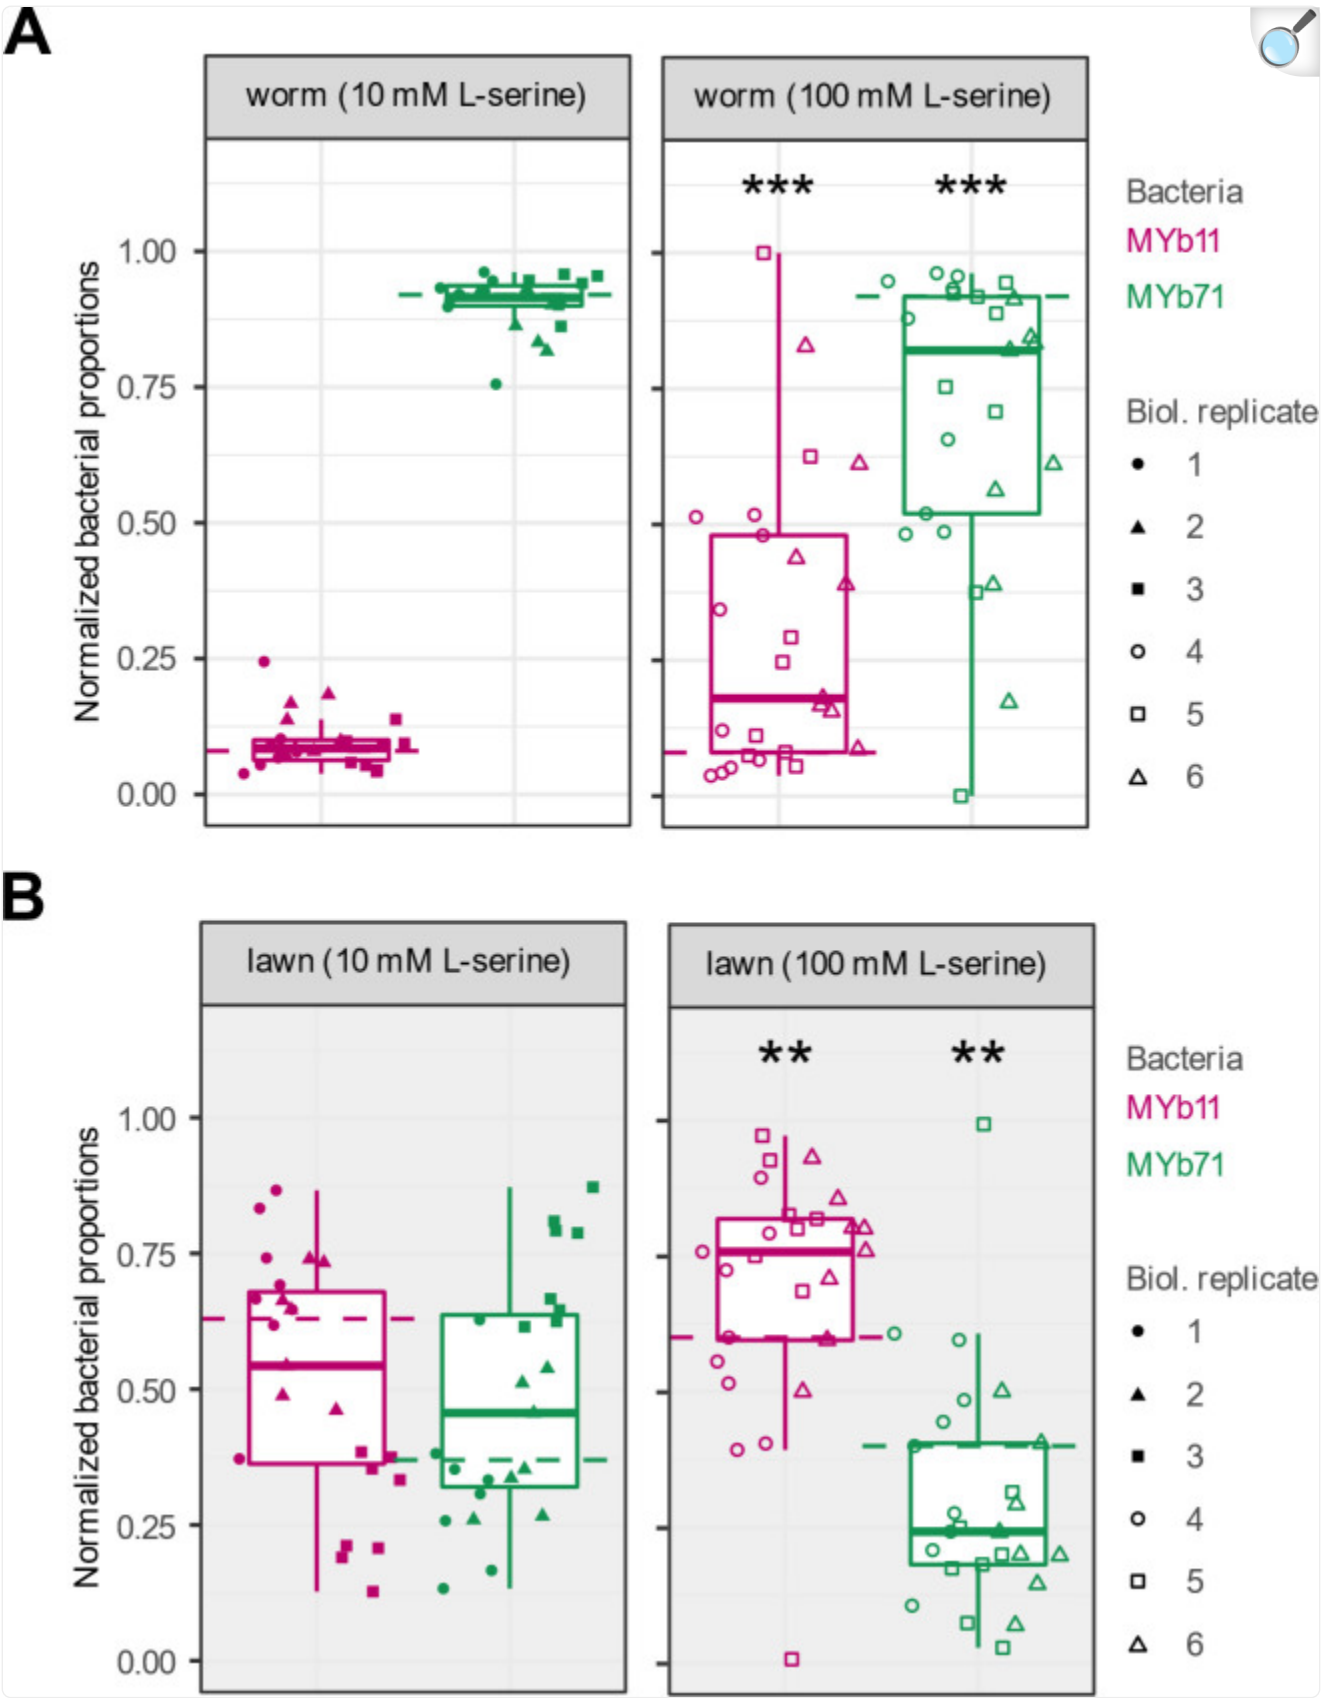 A
worm (10 mM L-serine)
worm (100 mM L-serine)
***
***
Normalized bacterial proportions
1.00
0.75
0.50
0.25
0.00
Bacteria
MYb11
MYb71
Biol. replicate
1
2
3
4
5
6
B
lawn (10 mM L-serine)
lawn (100 mM L-serine)
**
**
Normalized bacterial proportions
1.00
0.75
0.50
0.25
0.00
Bacteria
MYb11
MYb71
Biol. replicate
1
2
3
4
5
6